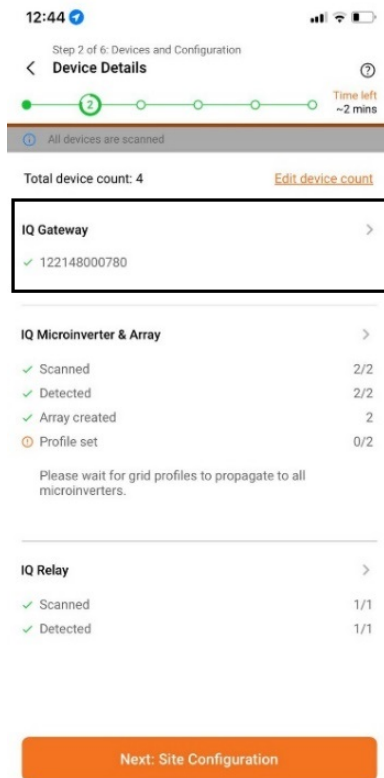 12:44
Step 2 of 6: Devices and Configuration
Device Details
2
Time left
~2 mins
All devices are scanned
Total device count: 4
Edit device count
IQ Gateway
122148000780
IQ Microinverter & Array
Scanned 2/2
Detected 2/2
Array created 2
Profile set 0/2
Please wait for grid profiles to propagate to all
microinverters.
IQ Relay
Scanned 1/1
Detected 1/1
Next: Site Configuration